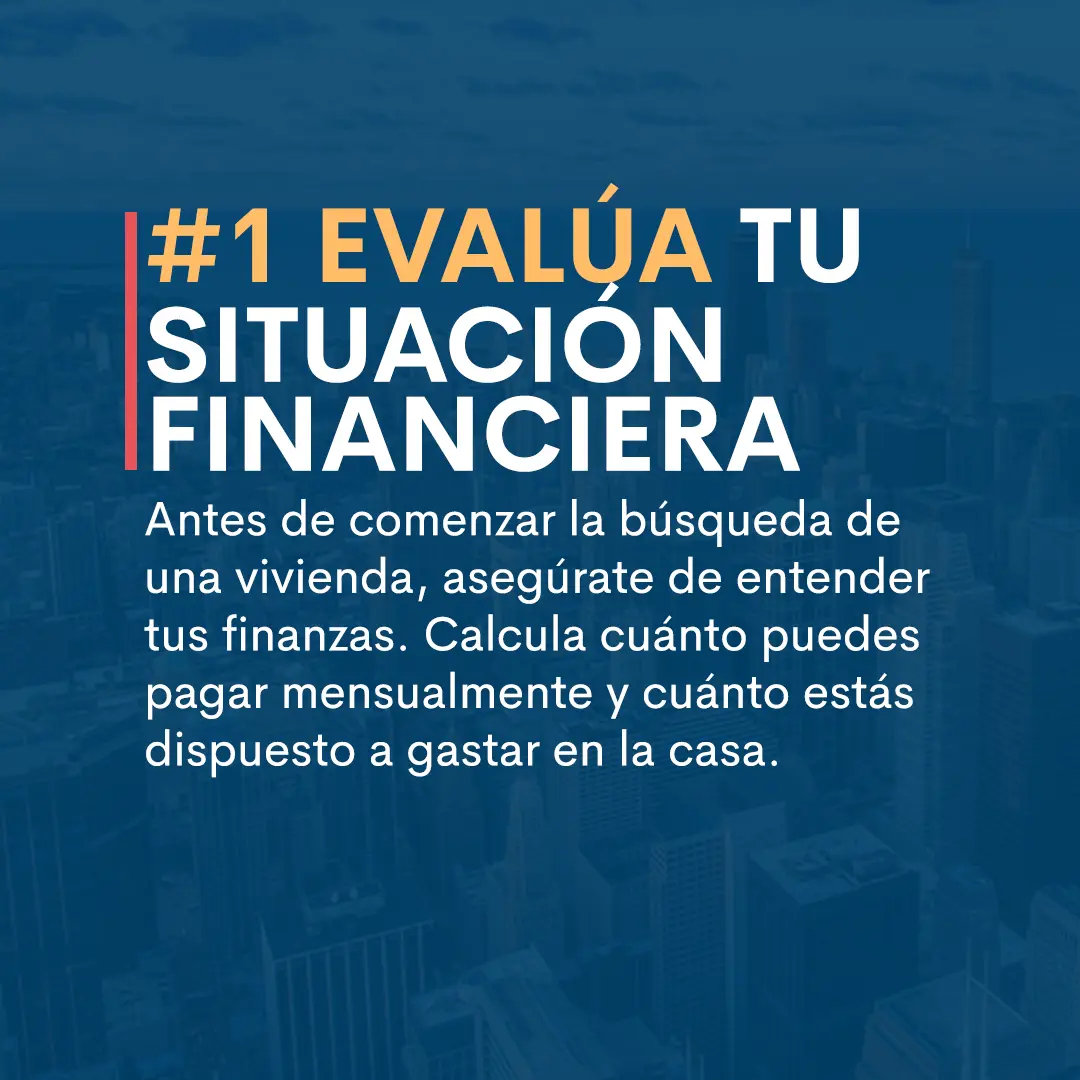 #1 EVALÚA TU
SITUACIÓN
FINANCIERA
Antes de comenzar la búsqueda de
una vivienda, asegúrate de entender
tus finanzas. Calcula cuánto puedes
pagar mensualmente y cuánto estás
dispuesto a gastar en la casa.